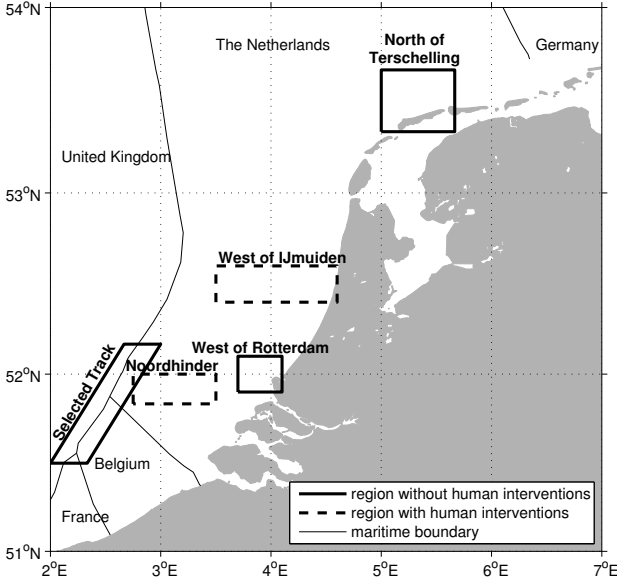 54°N
The Netherlands
North of
Terschelling
Germany
United Kingdom
53°N
West of IJmuiden
West of Rotterdam
Selected Track
Noordhinder
52°N
Belgium
France
region without human interventions
region with human interventions
maritime boundary
51°N
2°E
3°E
4°E
5°E
6°E
7°E